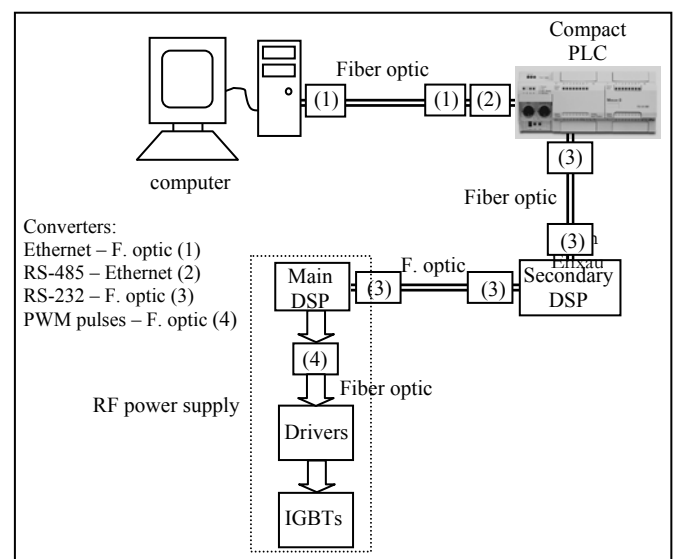 Compact
PLC
Fiber optic
(1)
(1)
(2)
(3)
computer
Fiber optic
Converters:
Ethernet – F. optic (1)
RS-485 – Ethernet (2)
RS-232 – F. optic (3)
PWM pulses – F. optic (4)
(3)
Main
DSP
(3)
F. optic
(3)
Secondary
DSP
(4)
Fiber optic
RF power supply
Drivers
IGBTs